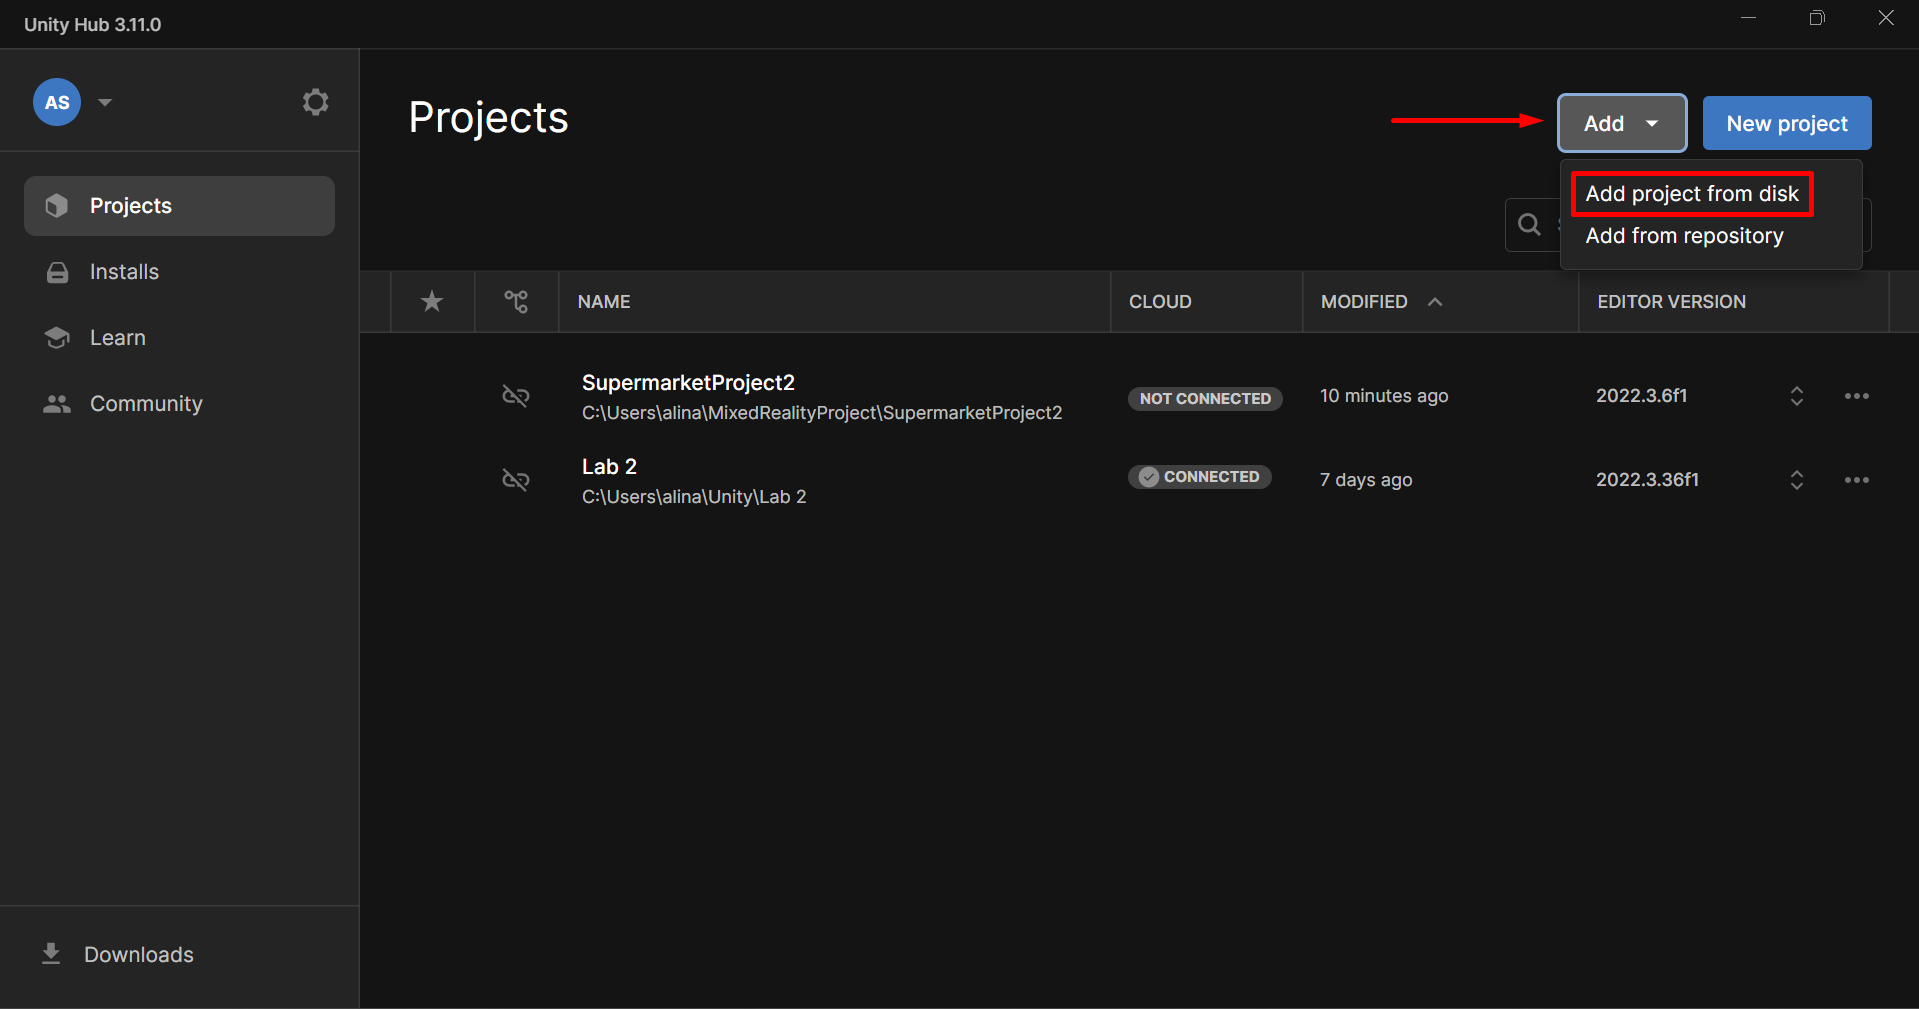 Unity Hub 3.11.0
AS
Projects
Add
New project
Projects
Add project from disk
Add from repository
Installs
Learn
Community
NAME
CLOUD
MODIFIED
EDITOR VERSION
SupermarketProject2
C:\Users\alina\MixedRealityProject\SupermarketProject2
NOT CONNECTED
10 minutes ago
2022.3.6f1
Lab 2
C:\Users\alina\Unity\Lab 2
CONNECTED
7 days ago
2022.3.36f1
Downloads